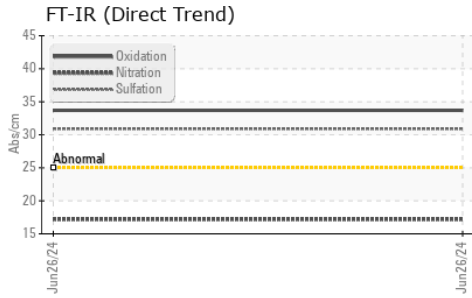 FT-IR (Direct Trend)
45
40
35
30
25
20
15
Abs/cm
Oxidation
Nitration
Sulfation
Abnormal
Jun26/24
Jun26/24